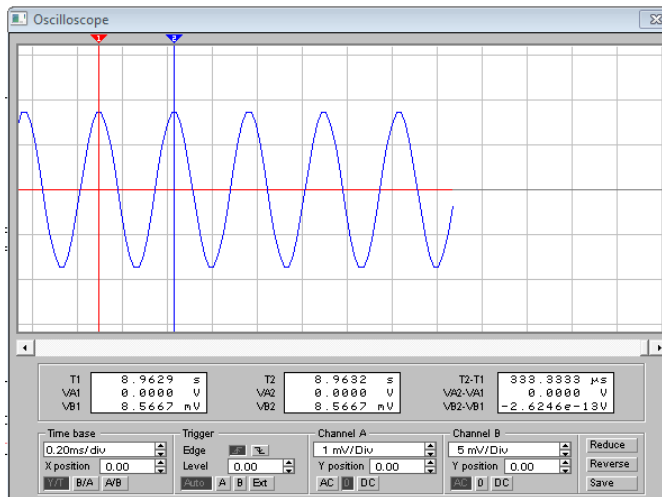 Oscilloscope
1 2
T1 8.9629 s T2 8.9632 s T2-T1 333.3333 µs
VA1 0.0000 V VA2 0.0000 V VA2-VA1 0.0000 V
VB1 8.5667 mV VB2 8.5667 mV VB2-VB1 -2.6246e-13V
Time base Trigger Channel A Channel B
0.20ms/div Edge 1 mV/Div 5 mV/Div Reduce
X position 0.00 Level 0.00 Y position 0.00 Y position 0.00 Reverse
Y/T B/A A/B Auto A B Ext AC 0 DC AC 0 DC Save